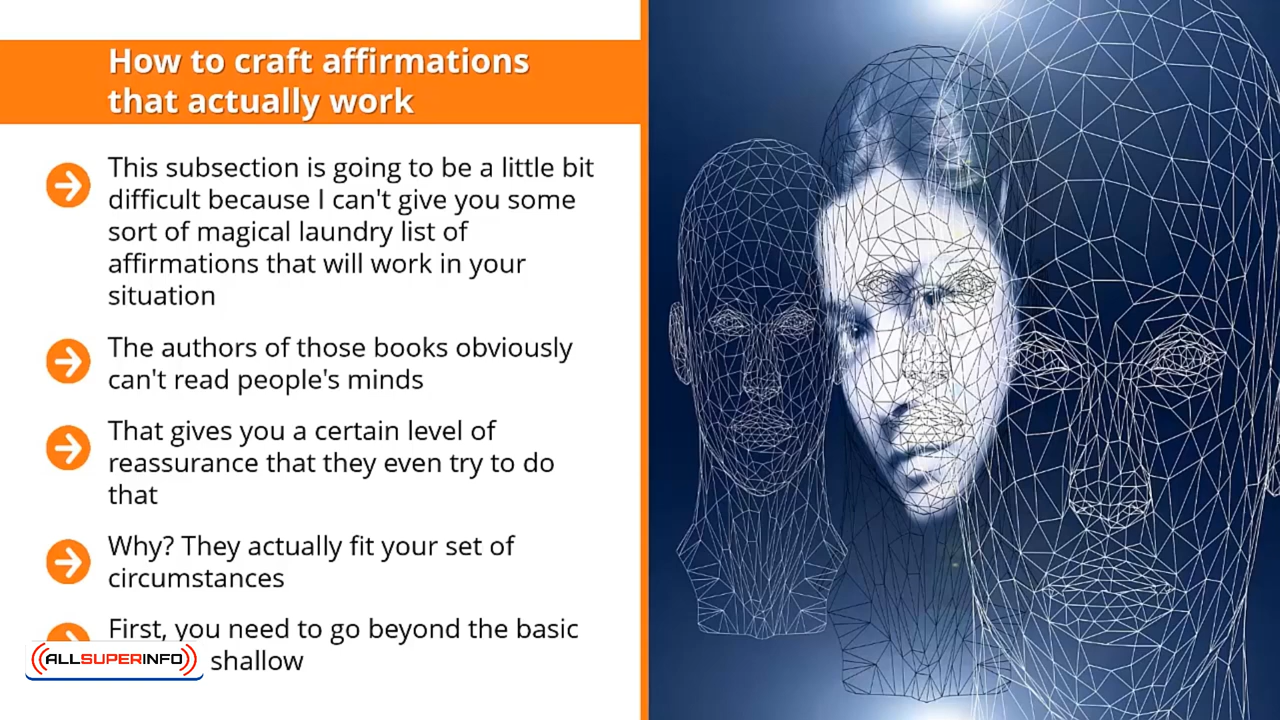 How to craft affirmations
that actually work
This subsection is going to be a little bit
difficult because I can't give you some
sort of magical laundry list of
affirmations that will work in your
situation
The authors of those books obviously
can't read people's minds
That gives you a certain level of
reassurance that they even try to do
that
Why? They actually fit your set of
circumstances
First, you need to go beyond the basic
shallow
ALLSUPERINFO